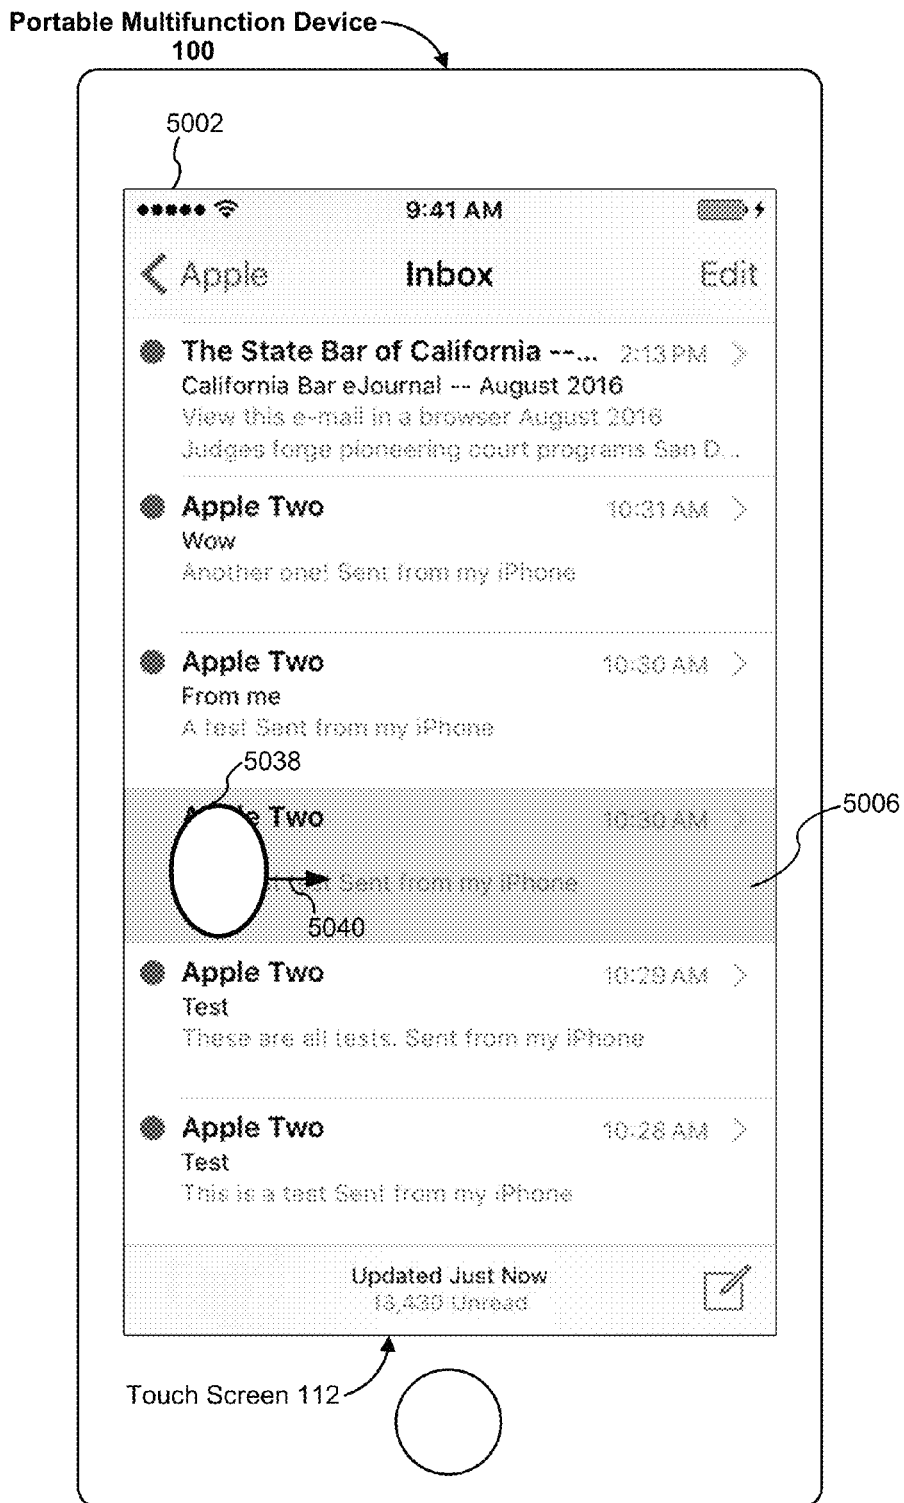 Portable Multifunction Device
100
5002
9:41 AM
Apple
Inbox
Edit
The State Bar of California --... 2:13 PM
California Bar eJournal -- August 2016
View this e-mail in a browser August 2016
Judges forge pioneering court programs San D...
Apple Two 10:31 AM
Wow
Another one! Sent from my iPhone
Apple Two 10:30 AM
From me
A test Sent from my iPhone
5038
Two 10:30 AM
5006
Sent from my iPhone
5040
Apple Two 10:29 AM
Test
These are all tests. Sent from my iPhone
Apple Two 10:28 AM
Test
This is a test Sent from my iPhone
Updated Just Now
Unread
Touch Screen 112